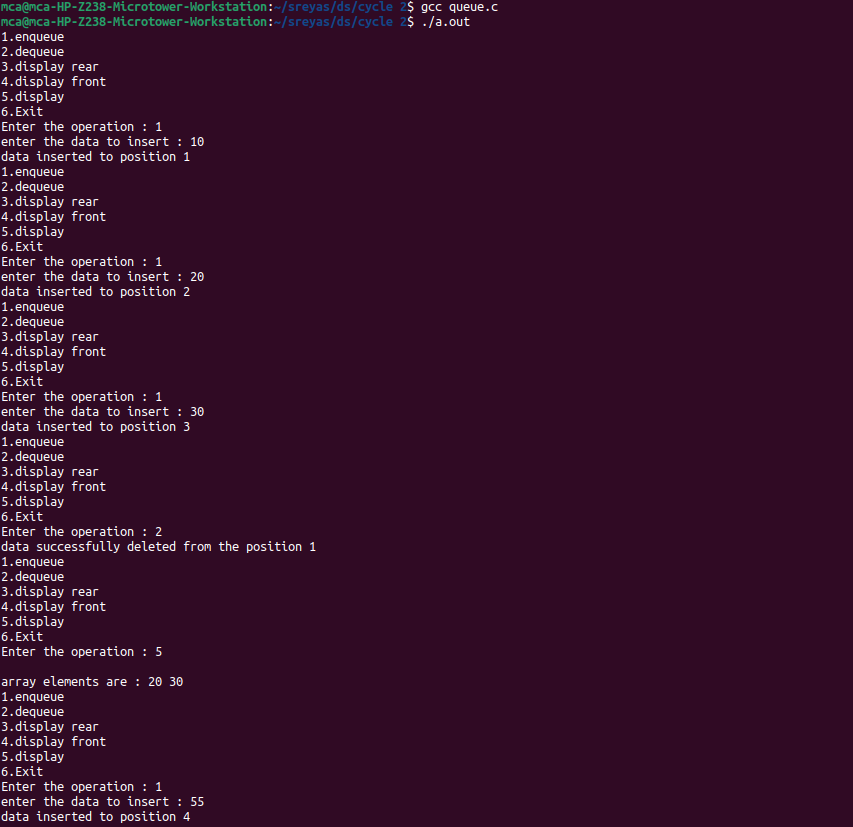 mca@mca-HP-Z238-Microtower-Workstation:~/sreyas/ds/cycle 2$ gcc queue.c
mca@mca-HP-Z238-Microtower-Workstation:~/sreyas/ds/cycle 2$ ./a.out
1.enqueue
2.dequeue
3.display rear
4.display front
5.display
6.Exit
Enter the operation : 1
enter the data to insert : 10
data inserted to position 1
1.enqueue
2.dequeue
3.display rear
4.display front
5.display
6.Exit
Enter the operation : 1
enter the data to insert : 20
data inserted to position 2
1.enqueue
2.dequeue
3.display rear
4.display front
5.display
6.Exit
Enter the operation : 1
enter the data to insert : 30
data inserted to position 3
1.enqueue
2.dequeue
3.display rear
4.display front
5.display
6.Exit
Enter the operation : 2
data successfully deleted from the position 1
1.enqueue
2.dequeue
3.display rear
4.display front
5.display
6.Exit
Enter the operation : 5
array elements are : 20 30
1.enqueue
2.dequeue
3.display rear
4.display front
5.display
6.Exit
Enter the operation : 1
enter the data to insert : 55
data inserted to position 4